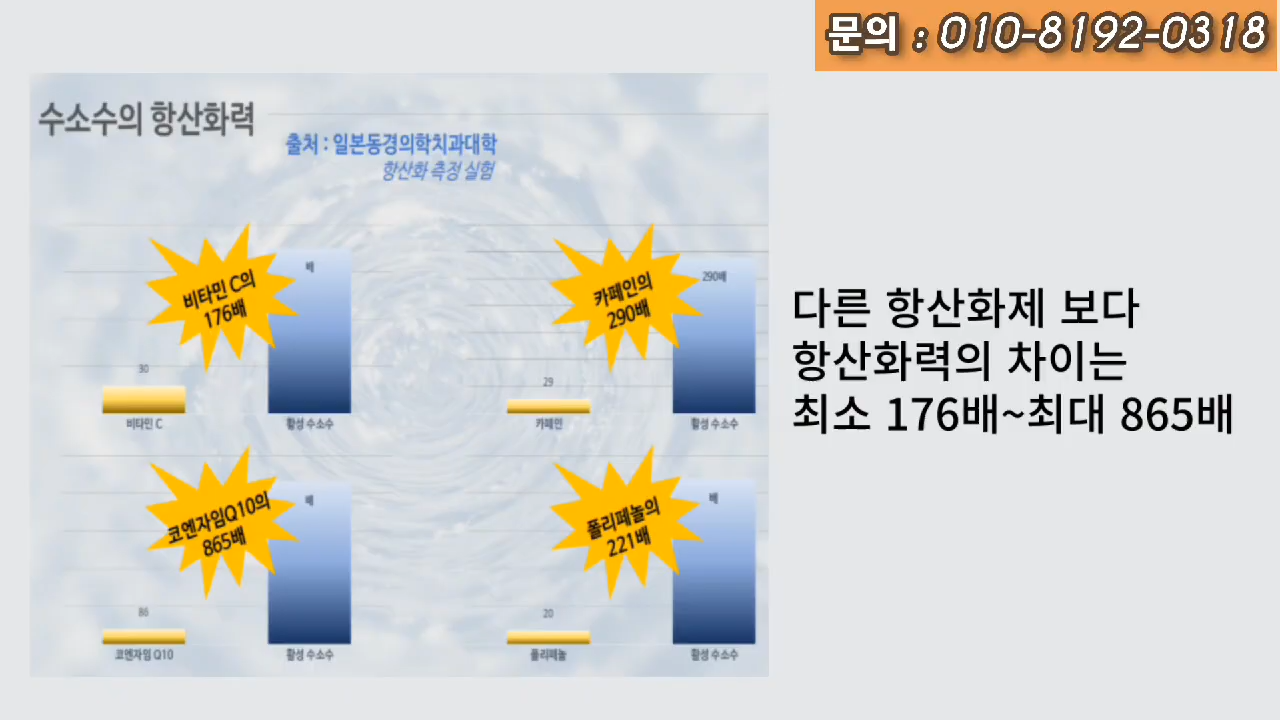 문의 : 010-8192-0318
수소수의 항산화력
출처 : 일본동경의학치과대학
항산화 측정 실험
비타민 C의
176배
배
30
비타민 C
활성 수소수
카페인의
290배
290배
29
카페인
활성 수소수
코엔자임Q10의
865배
배
86
코엔자임 Q10
활성 수소수
폴리페놀의
221배
배
20
폴리페놀
활성 수소수
다른 항산화제 보다
항산화력의 차이는
최소 176배~최대 865배